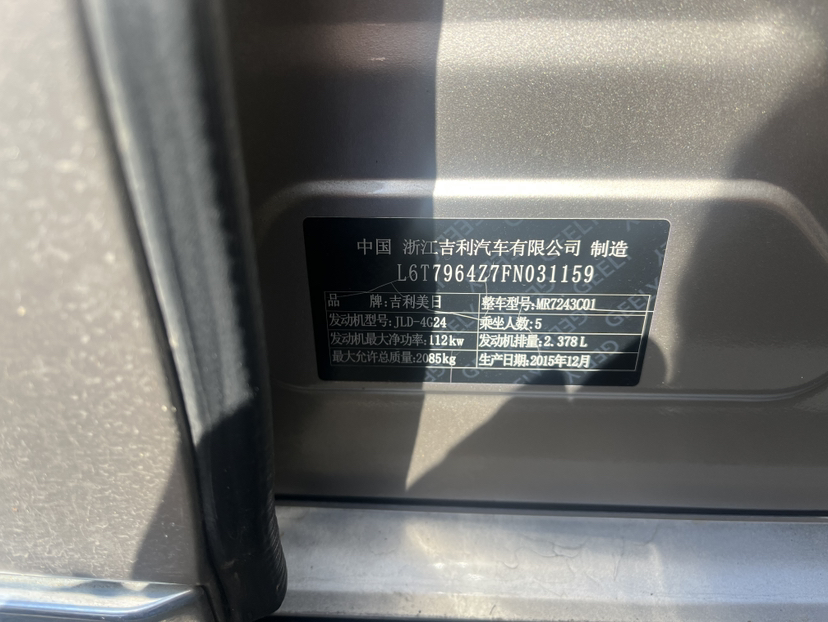 中国 浙江吉利汽车有限公司 制造
L6T7964Z7FN031159
品 牌:吉利美日 整车型号:MR7243C01
发动机型号:JLD-4G24 乘坐人数:5
发动机最大净功率:112kw 发动机排量:2.378L
最大允许总质量:2085kg 生产日期:2015年12月
GEELY